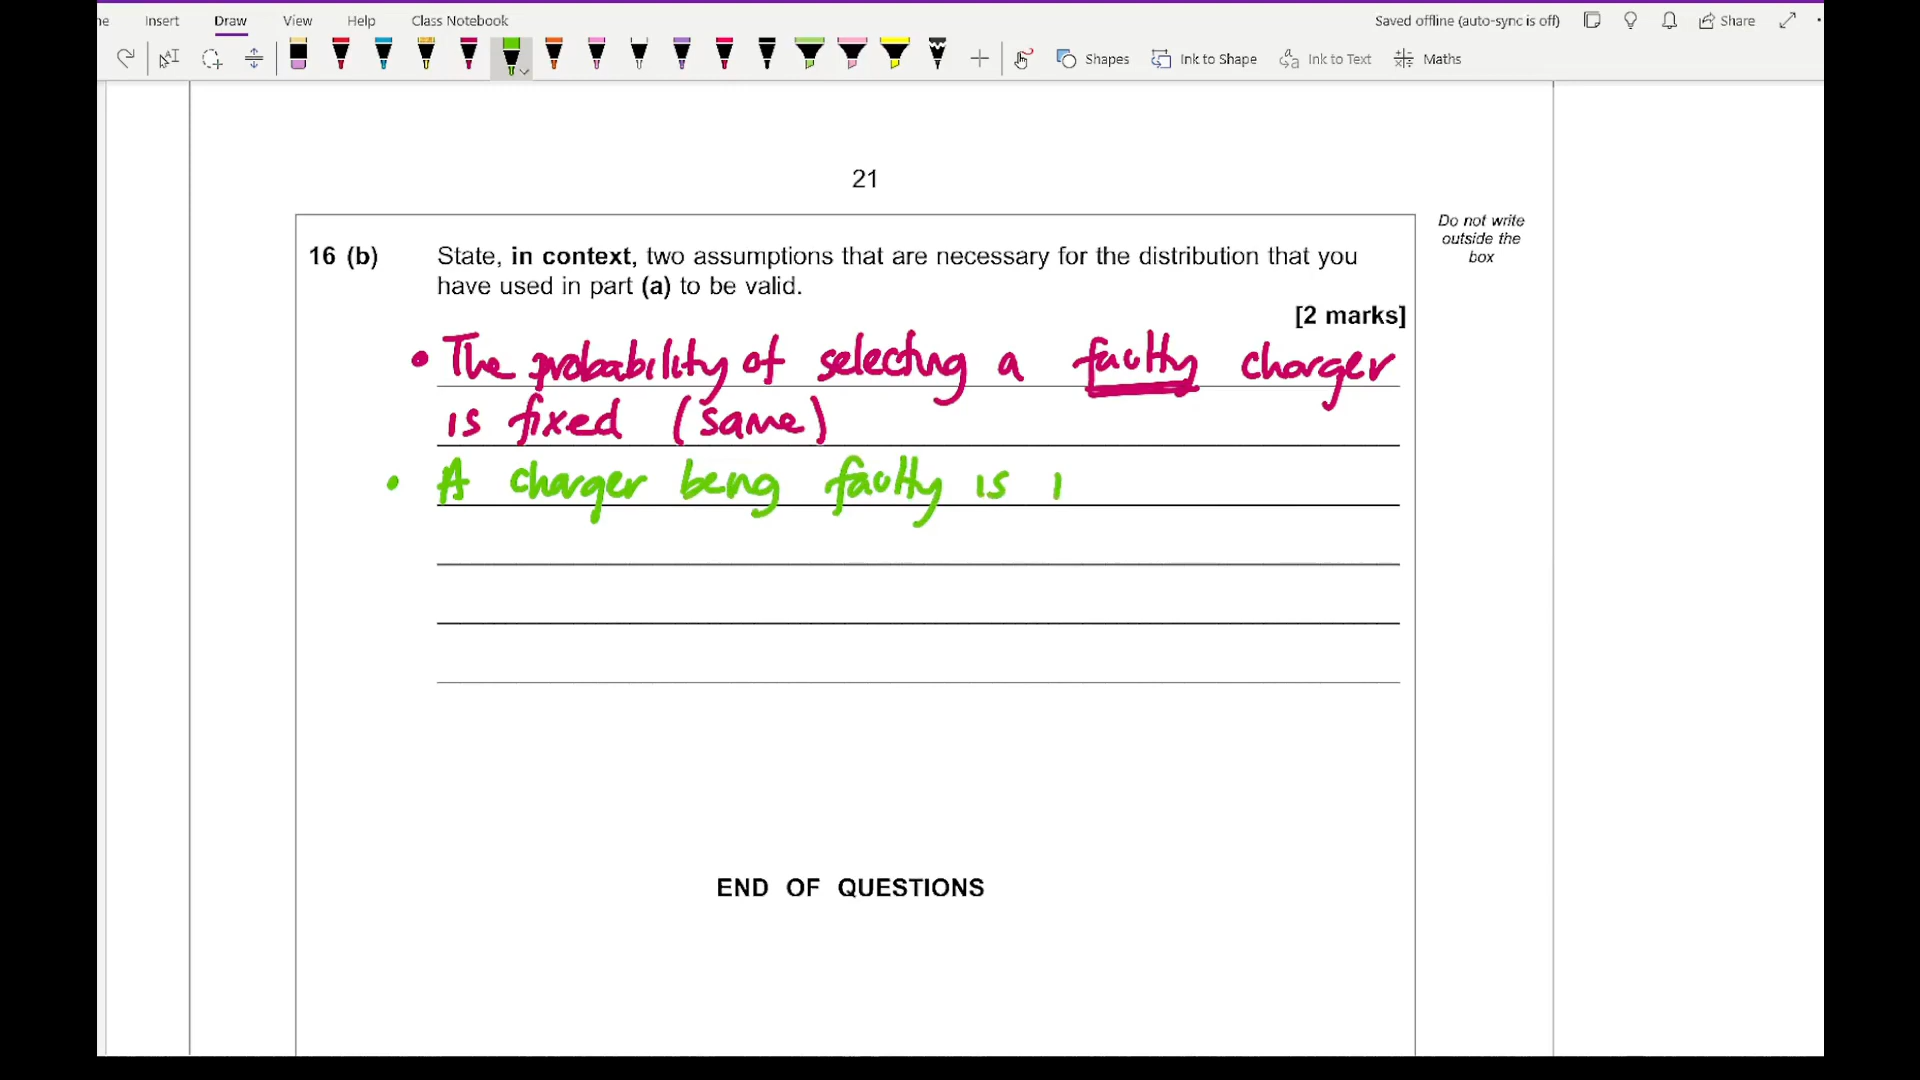 Insert Draw View Help Class Notebook Saved offline (auto-sync is off) Share
Shapes Ink to Shape Ink to Text Maths
21
Do not write
outside the
box
16 (b) State, in context, two assumptions that are necessary for the distribution that you
have used in part (a) to be valid.
[2 marks]
• The probability of selecting a faulty charger
is fixed (same)
• A charger being faulty is
END OF QUESTIONS